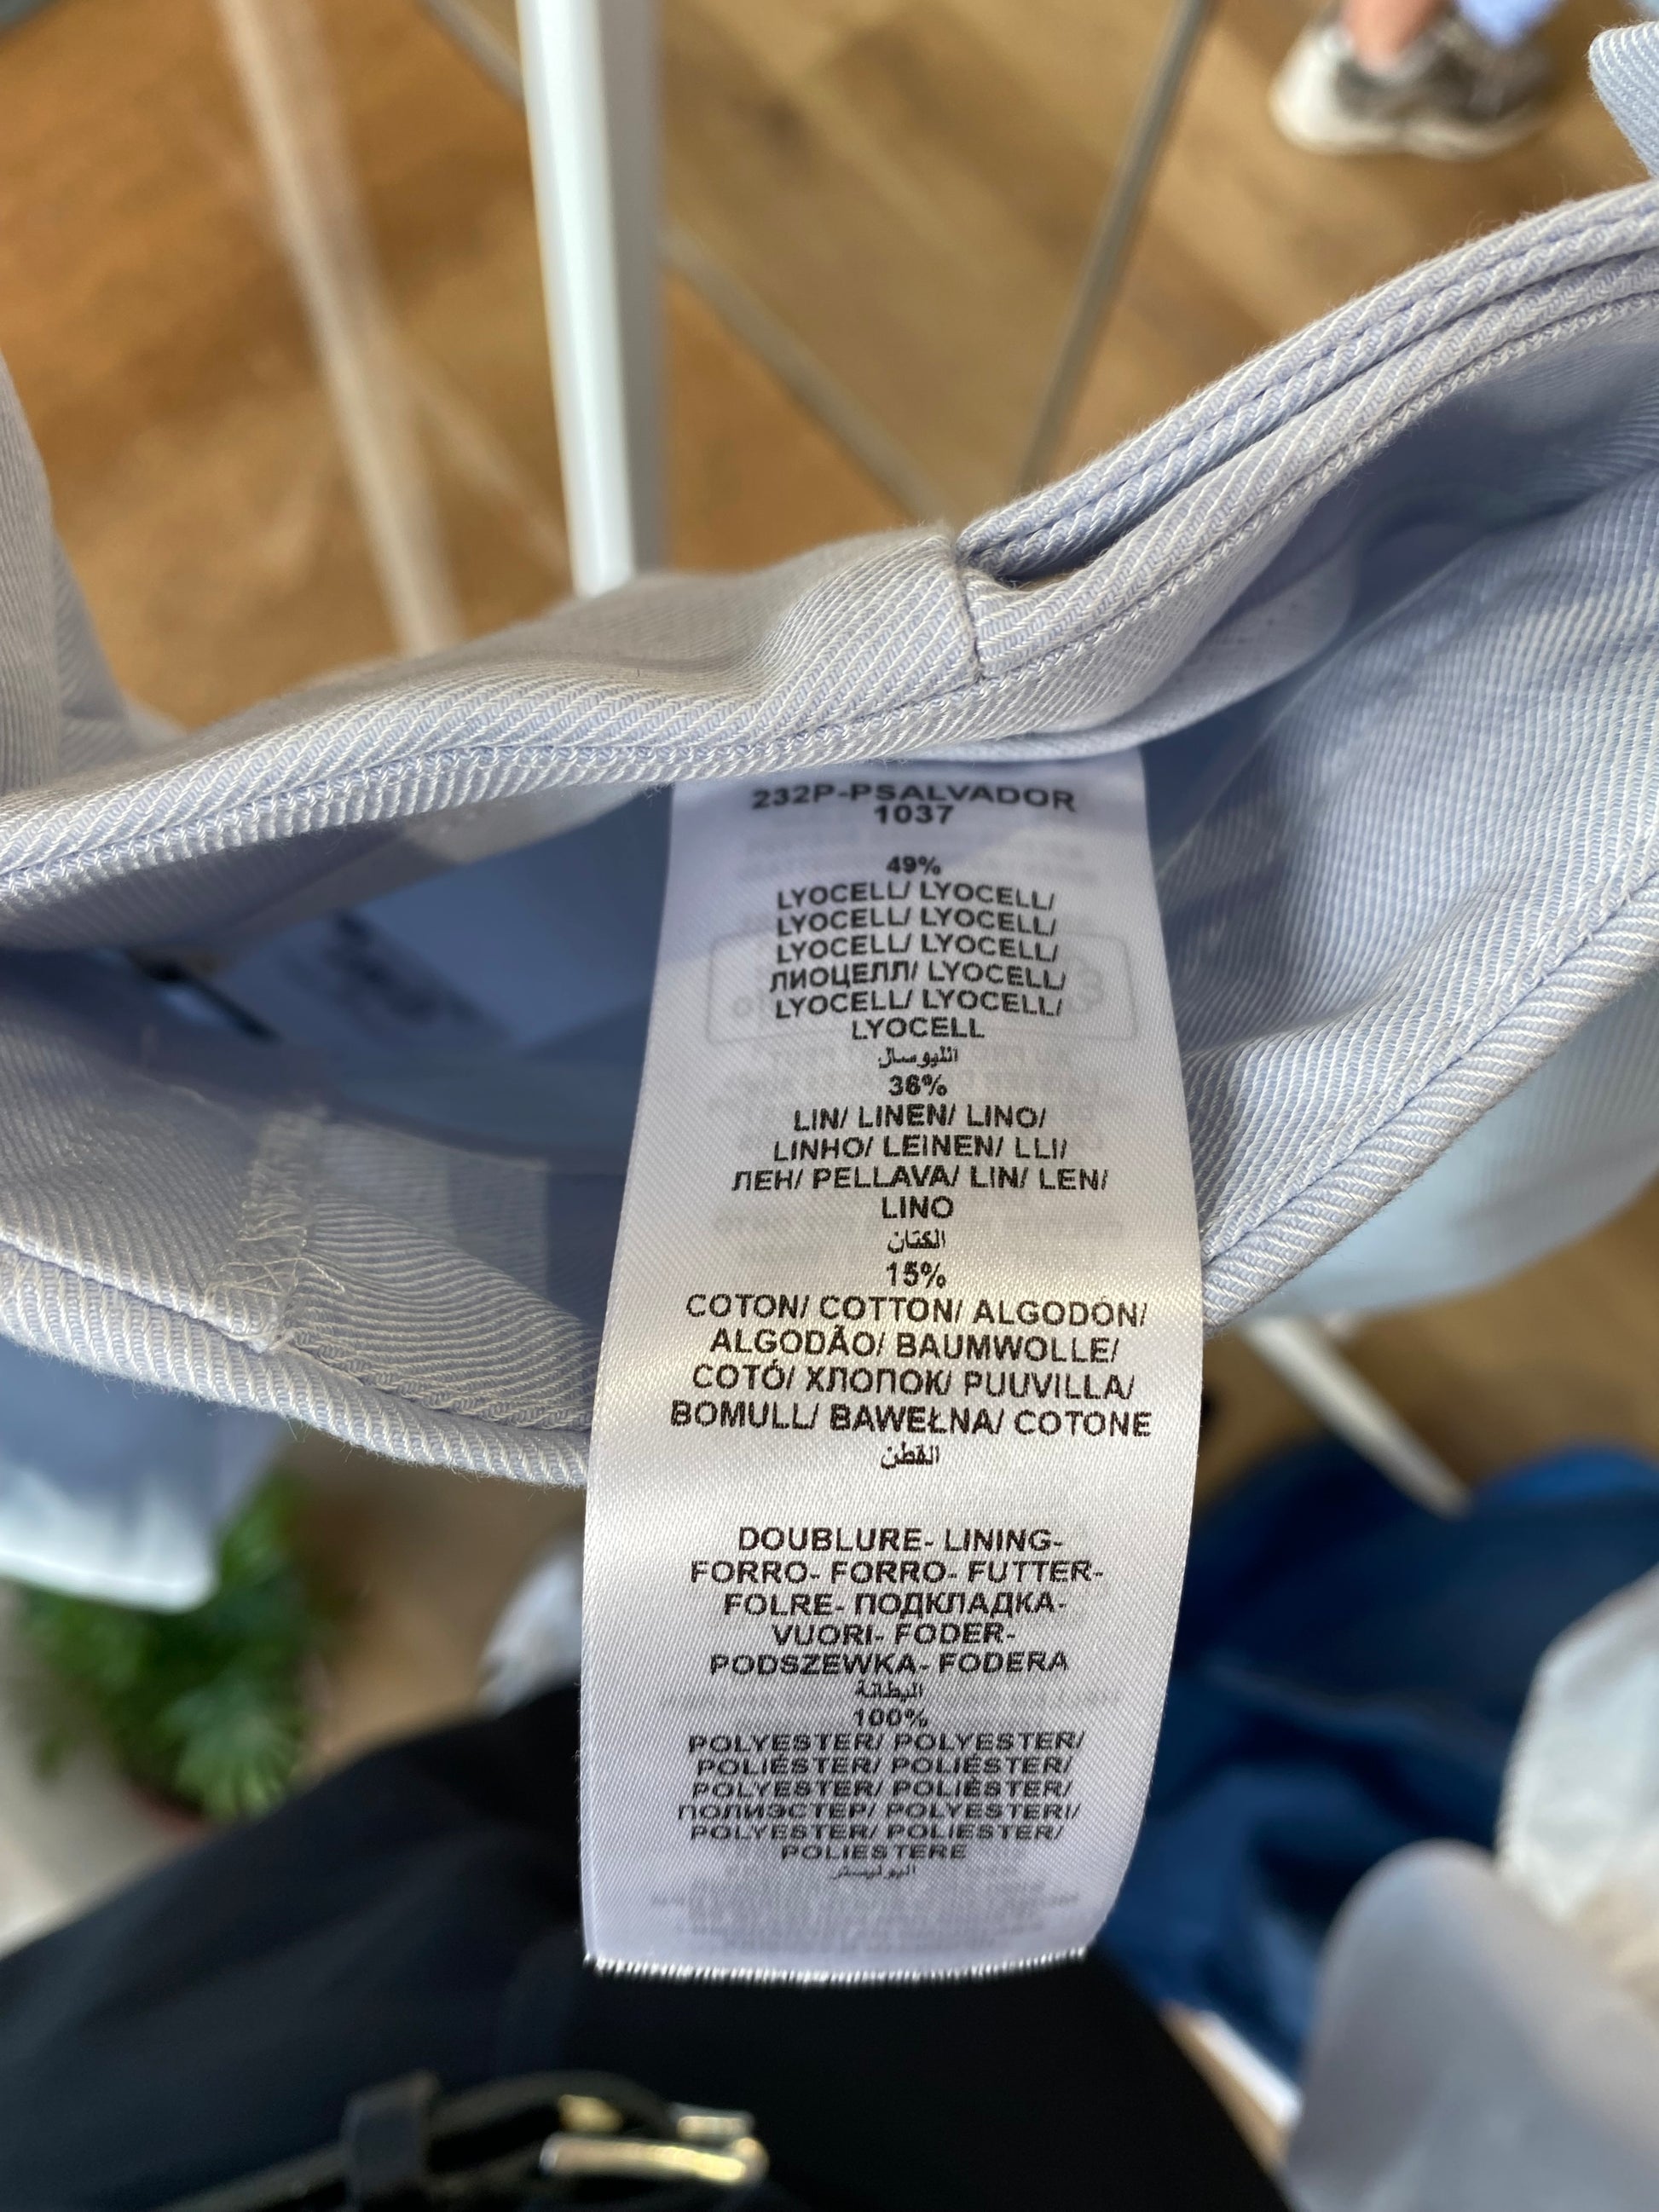 232P-PSALVADOR
1037
49%
LYOCELL/ LYOCELL/
LYOCELL/ LYOCELL/
LYOCELL/ LYOCELL/
ЛИОЦЕЛЛ/ LYOCELL/
LYOCELL/ LYOCELL/
LYOCELL
الليوسال
36%
LIN/ LINEN/ LINO/
LINHO/ LEINEN/ LLI/
ЛЕН/ PELLAVA/ LIN/ LEN/
LINO
الكتان
15%
COTON/ COTTON/ ALGODÓN/
ALGODÃO/ BAUMWOLLE/
COTÓ/ ХЛОПОК/ PUUVILLA/
BOMULL/ BAWEŁNA/ COTONE
القطن
DOUBLURE- LINING-
FORRO- FORRO- FUTTER-
FOLRE- ПОДКЛАДКА-
VUORI- FODER-
PODSZEWKA- FODERA
البطانة
100%
POLYESTER/ POLYESTER/
POLIÉSTER/ POLIÉSTER/
POLYESTER/ POLIÈSTER/
ПОЛИЭСТЕР/ POLYESTERI/
POLYESTER/ POLIESTER/
POLIESTERE
البوليستر